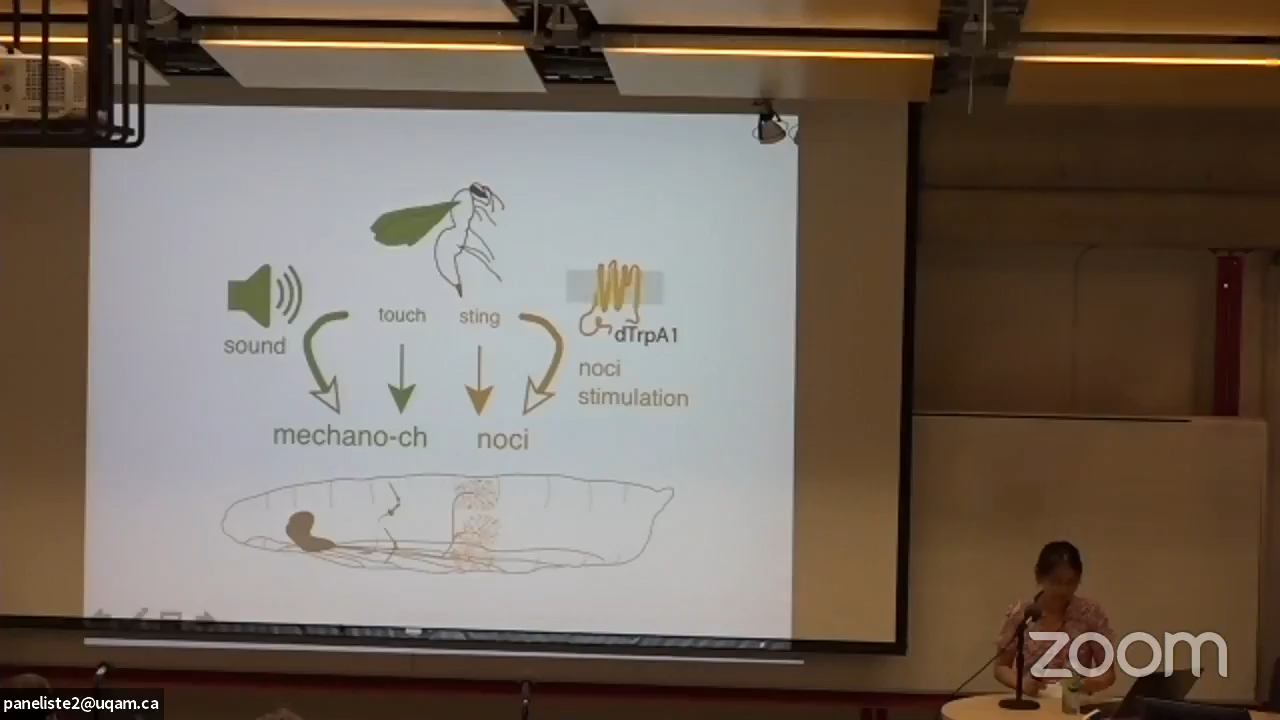 touch
sting
sound
dTrpA1
noci
stimulation
mechano-ch
noci
zoom
paneliste2@uqam.ca